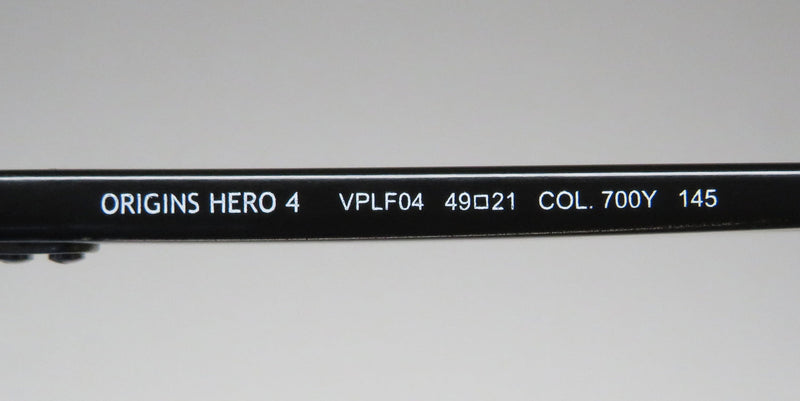 ORIGINS HERO 4 VPLF04 49□21 COL. 700Y 145